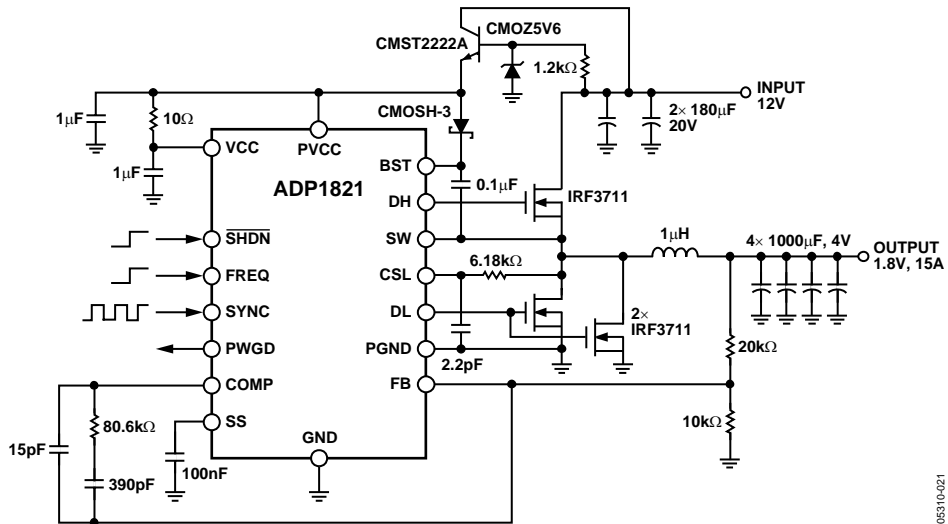 CMOZ5V6
CMST2222A
1.2kΩ
INPUT
12V
2× 180µF
20V
1µF
10Ω
CMOSH-3
VCC
PVCC
1µF
BST
ADP1821
0.1µF
DH
IRF3711
SHDN
SW
1µH
4× 1000µF, 4V
OUTPUT
1.8V, 15A
FREQ
CSL
6.18kΩ
SYNC
DL
2×
IRF3711
PWGD
PGND
2.2pF
20kΩ
COMP
FB
80.6kΩ
SS
10kΩ
15pF
GND
390pF
100nF
05310-021